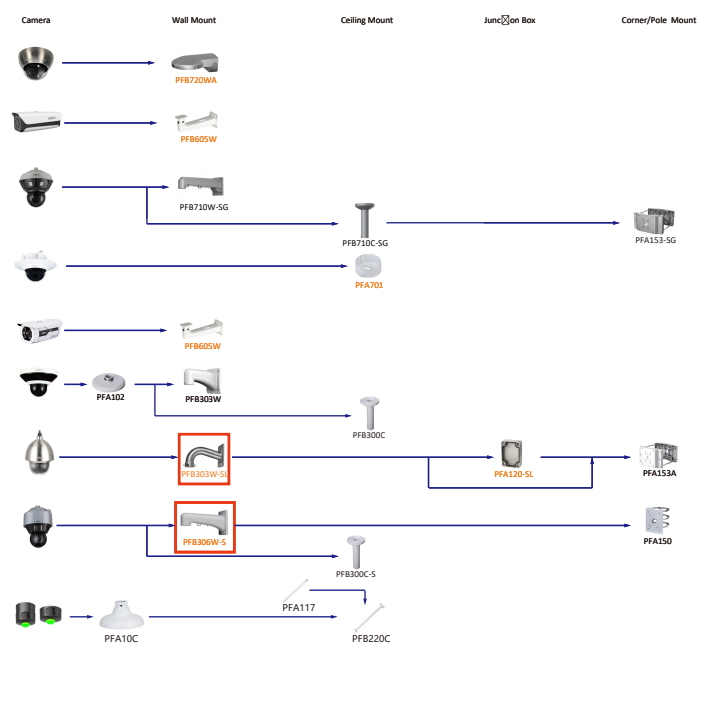 Camera Wall Mount Ceiling Mount Junc☒on Box Corner/Pole Mount
PFB720WA
PFB605W
PFB710W-SG
PFB710C-SG
PFA153-SG
PFA701
PFB605W
PFA102
PFB303W
PFB300C
PFB303W-SL
PFA120-SL
PFA153A
PFB306W-S
PFA150
PFB300C-S
PFA117
PFA10C
PFB220C